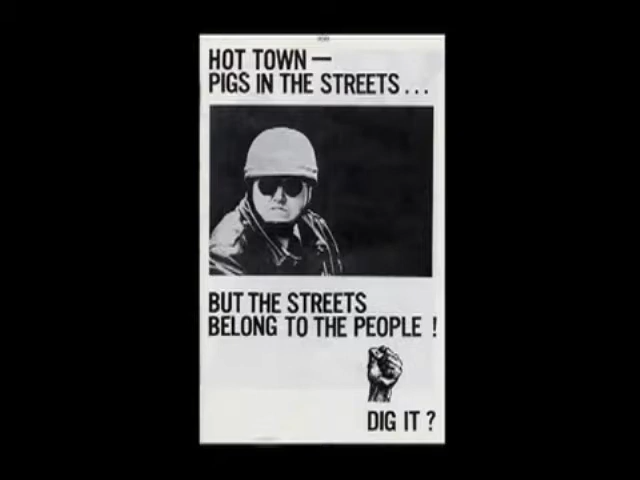 HOT TOWN —
PIGS IN THE STREETS...
BUT THE STREETS
BELONG TO THE PEOPLE !
DIG IT ?